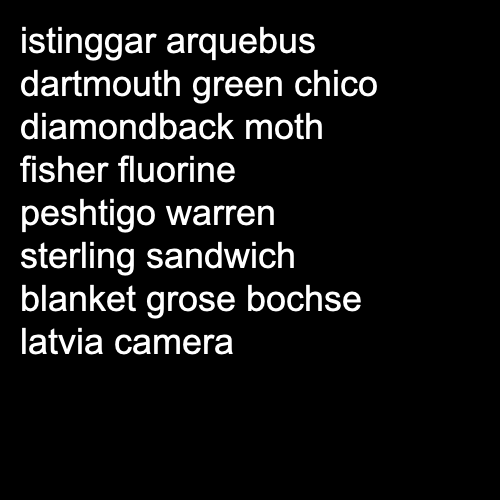 istinggar arquebus
dartmouth green chico
diamondback moth
fisher fluorine
peshtigo warren
sterling sandwich
blanket grose bochse
latvia camera